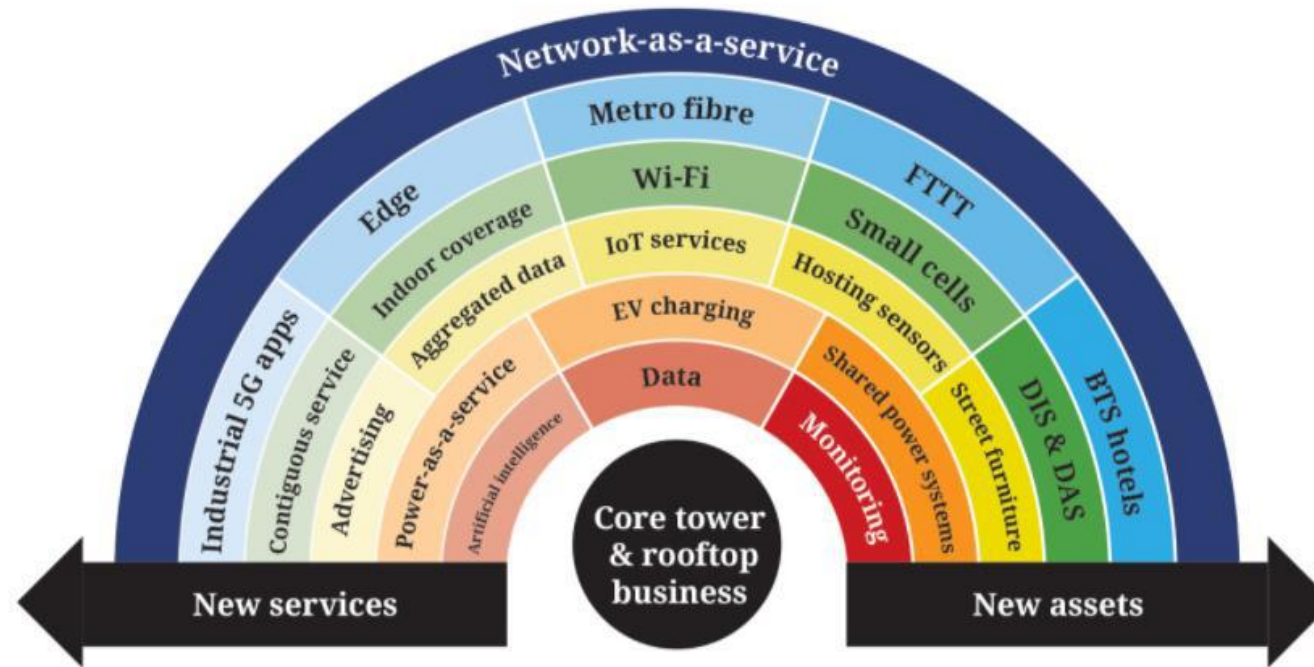 Network-as-a-service
Industrial 5G apps
Edge
Metro fibre
FTTT
BTS hotels
Contiguous service
Indoor coverage
Wi-Fi
Small cells
DIS & DAS
Advertising
Aggregated data
IoT services
Hosting sensors
Street furniture
Power-as-a-service
EV charging
Shared power systems
Artificial intelligence
Data
Monitoring
Core tower
& rooftop
business
New services
New assets